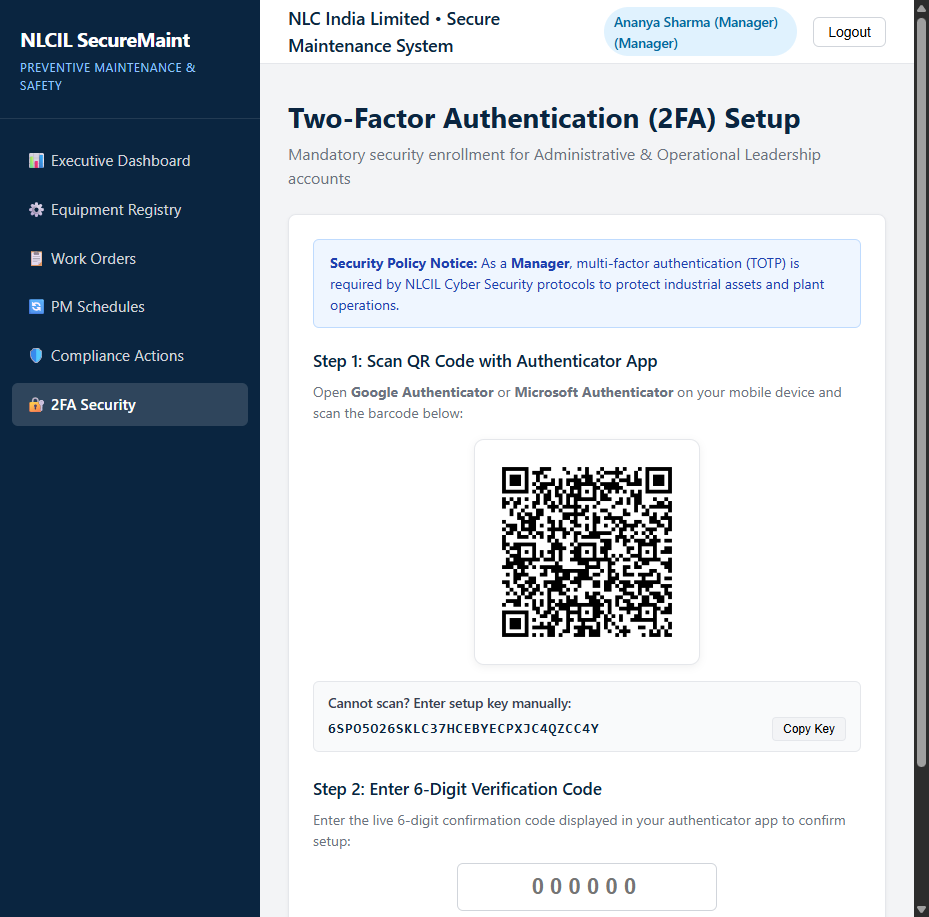 NLCIL SecureMaint
PREVENTIVE MAINTENANCE &
SAFETY
Executive Dashboard
Equipment Registry
Work Orders
PM Schedules
Compliance Actions
2FA Security
NLC India Limited • Secure
Maintenance System
Ananya Sharma (Manager)
(Manager)
Logout
Two-Factor Authentication (2FA) Setup
Mandatory security enrollment for Administrative & Operational Leadership
accounts
Security Policy Notice: As a Manager, multi-factor authentication (TOTP) is
required by NLCIL Cyber Security protocols to protect industrial assets and plant
operations.
Step 1: Scan QR Code with Authenticator App
Open Google Authenticator or Microsoft Authenticator on your mobile device and
scan the barcode below:
Cannot scan? Enter setup key manually:
6SPO5O26SKLC37HCEBYECPXJC4QZCC4Y
Copy Key
Step 2: Enter 6-Digit Verification Code
Enter the live 6-digit confirmation code displayed in your authenticator app to confirm
setup:
000000